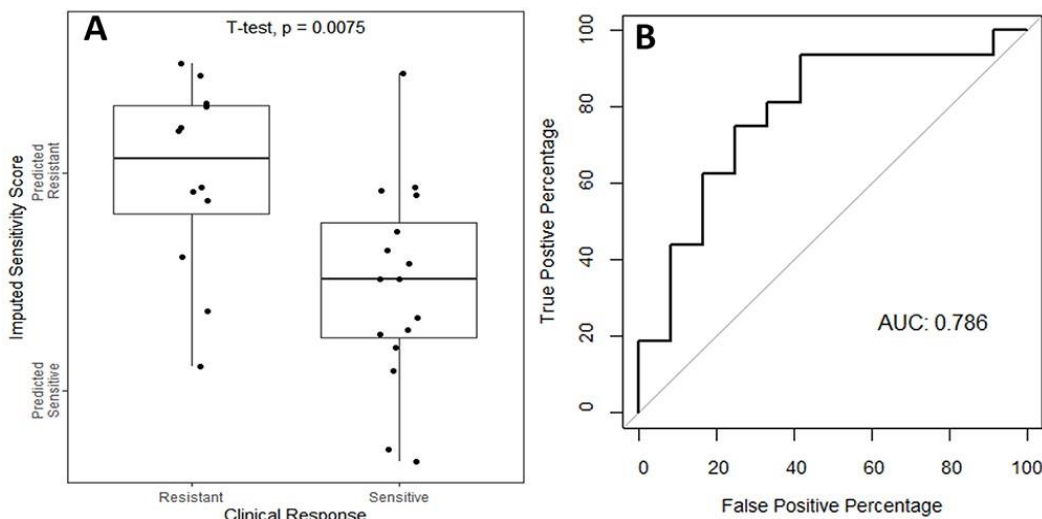 A
T-test, p = 0.0075
Imputed Sensitivity Score
Predicted
Resistant
Predicted
Sensitive
Resistant
Sensitive
Clinical Response
B
True Postive Percentage
100
80
60
40
20
0
AUC: 0.786
0
20
40
60
80
100
False Positive Percentage